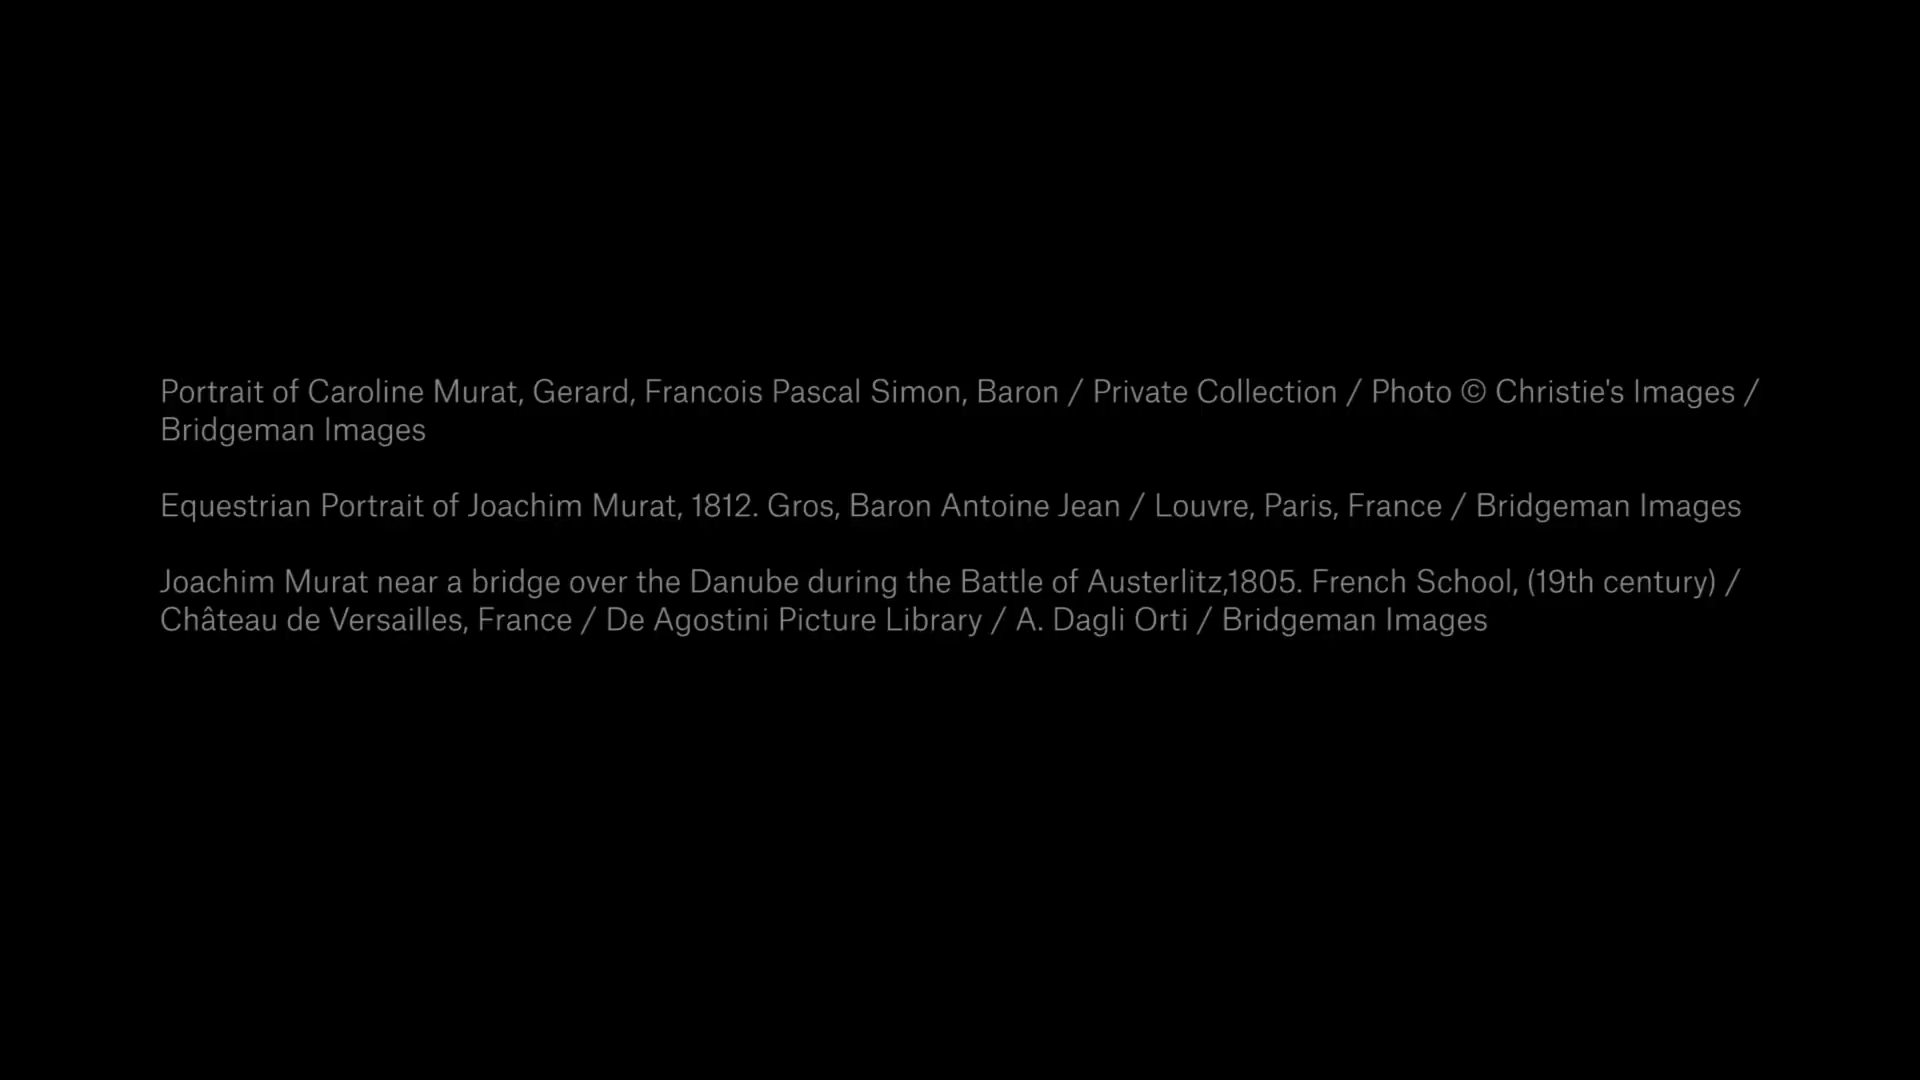 Portrait of Caroline Murat, Gerard, Francois Pascal Simon, Baron / Private Collection / Photo © Christie's Images /
Bridgeman Images
Equestrian Portrait of Joachim Murat, 1812. Gros, Baron Antoine Jean / Louvre, Paris, France / Bridgeman Images
Joachim Murat near a bridge over the Danube during the Battle of Austerlitz,1805. French School, (19th century) /
Château de Versailles, France / De Agostini Picture Library / A. Dagli Orti / Bridgeman Images